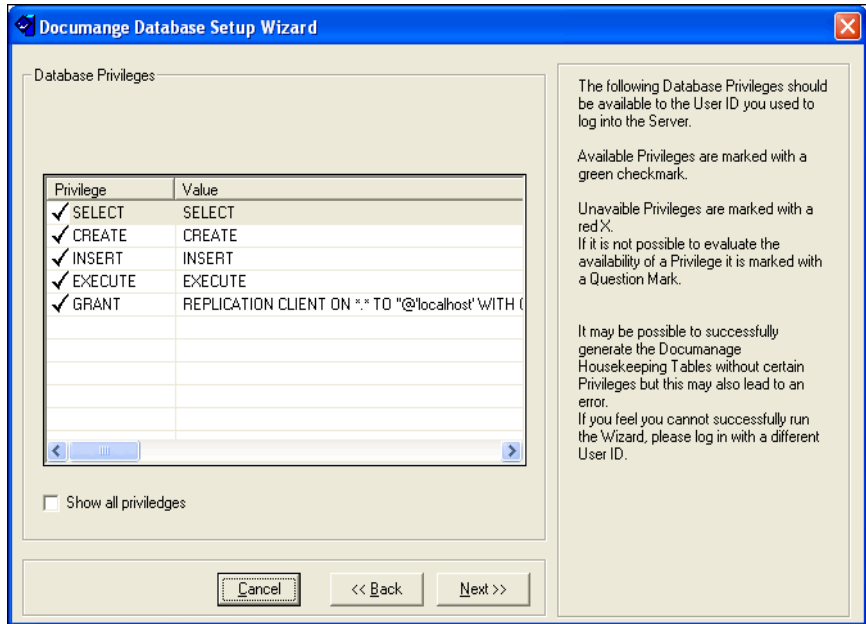 Documange Database Setup Wizard
Database Privileges
Privilege Value
SELECT SELECT
CREATE CREATE
INSERT INSERT
EXECUTE EXECUTE
GRANT REPLICATION CLIENT ON *.* TO "@'localhost' WITH (
Show all priviledges
Cancel << Back Next >>
The following Database Privileges should
be available to the User ID you used to
log into the Server.
Available Privileges are marked with a
green checkmark.
Unavaible Privileges are marked with a
red X.
If it is not possible to evaluate the
availability of a Privilege it is marked with
a Question Mark.
It may be possible to successfully
generate the Documanage
Housekeeping Tables without certain
Privileges but this may also lead to an
error.
If you feel you cannot successfully run
the Wizard, please log in with a different
User ID.